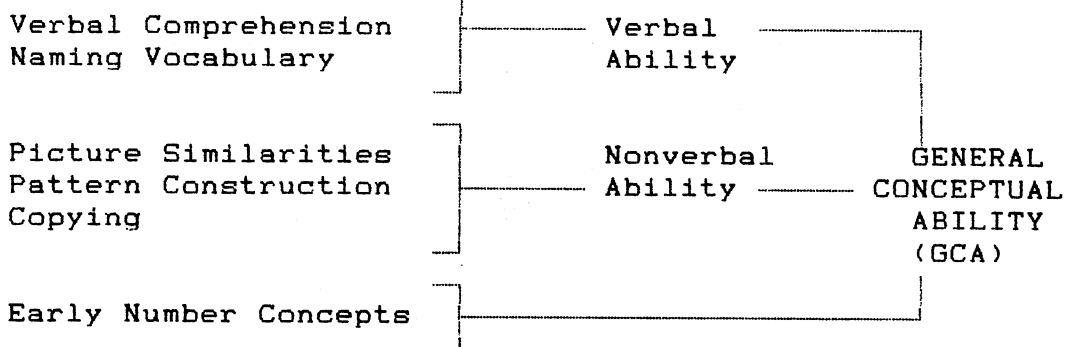 Verbal Comprehension
Naming Vocabulary
Verbal
Ability
Picture Similarities
Pattern Construction
Copying
Nonverbal
Ability
GENERAL
CONCEPTUAL
ABILITY
(GCA)
Early Number Concepts